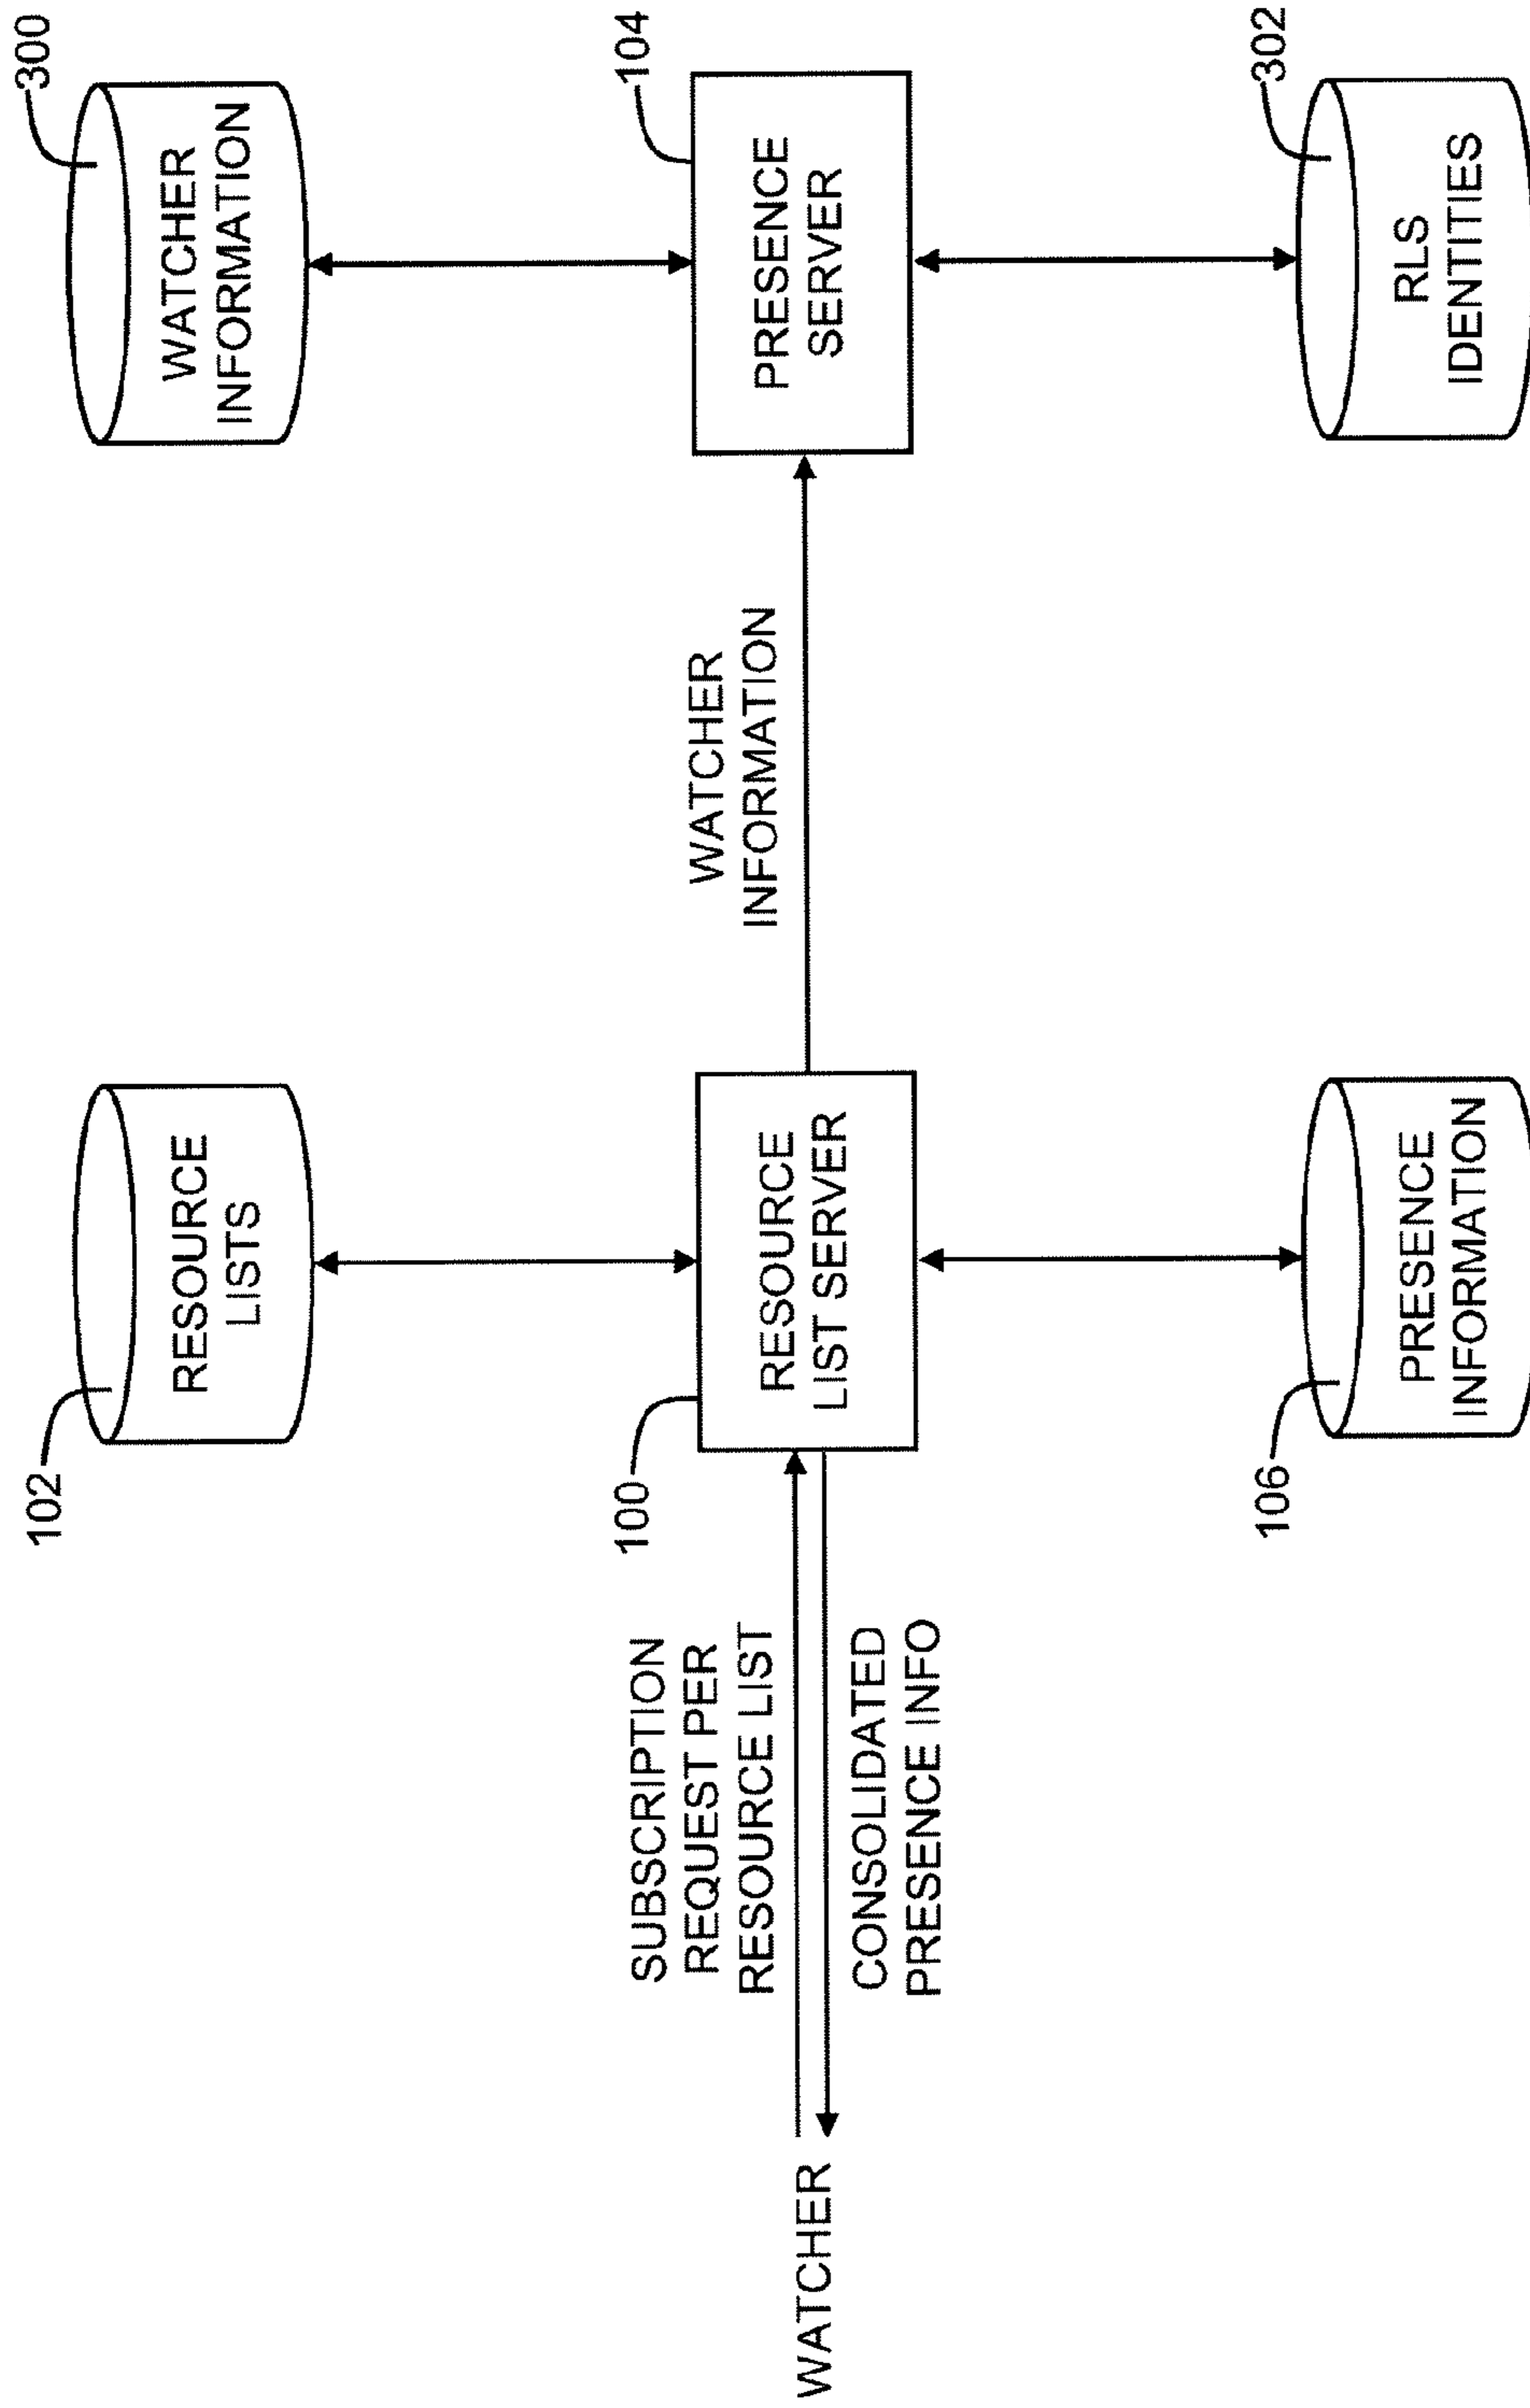 102
RESOURCE
LISTS
300
WATCHER
INFORMATION
WATCHER
SUBSCRIPTION
REQUEST PER
RESOURCE LIST
CONSOLIDATED
PRESENCE INFO
100
RESOURCE
LIST SERVER
WATCHER
INFORMATION
104
PRESENCE
SERVER
106
PRESENCE
INFORMATION
302
RLS
IDENTITIES